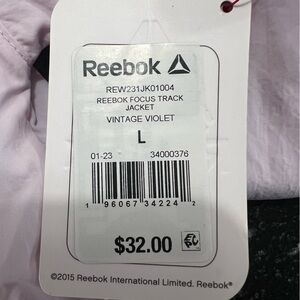 Reebok
REW231JK01004
REEBOK FOCUS TRACK
JACKET
VINTAGE VIOLET
L
01-23 34000376
1 96067 34224 2
$32.00
©2015 Reebok International Limited. Reebok®